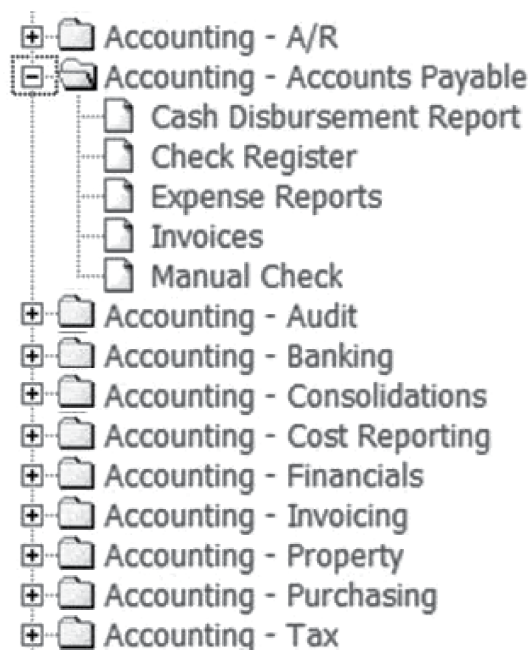 Accounting - A/R
Accounting - Accounts Payable
Cash Disbursement Report
Check Register
Expense Reports
Invoices
Manual Check
Accounting - Audit
Accounting - Banking
Accounting - Consolidations
Accounting - Cost Reporting
Accounting - Financials
Accounting - Invoicing
Accounting - Property
Accounting - Purchasing
Accounting - Tax